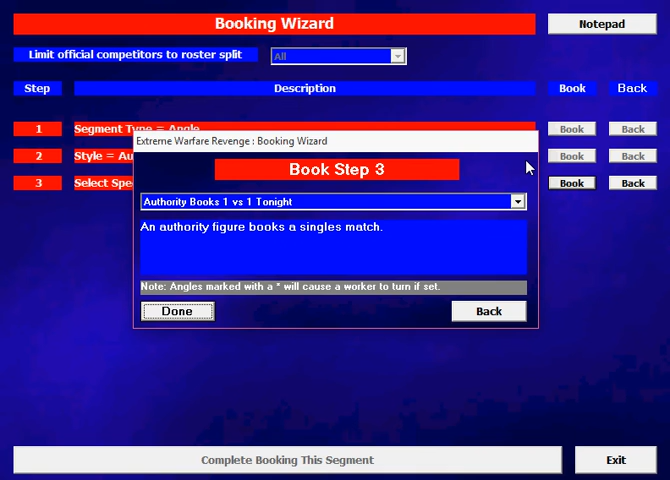 Booking Wizard
Notepad
Limit official competitors to roster split
All
Step
Description
Book
Back
1
Segment Type = Angle
Book
Back
2
Style = Au
Book
Back
3
Select Spe
Book
Back
Extreme Warfare Revenge : Booking Wizard
Book Step 3
Authority Books 1 vs 1 Tonight
An authority figure books a singles match.
Note: Angles marked with a * will cause a worker to turn if set.
Done
Back
Complete Booking This Segment
Exit